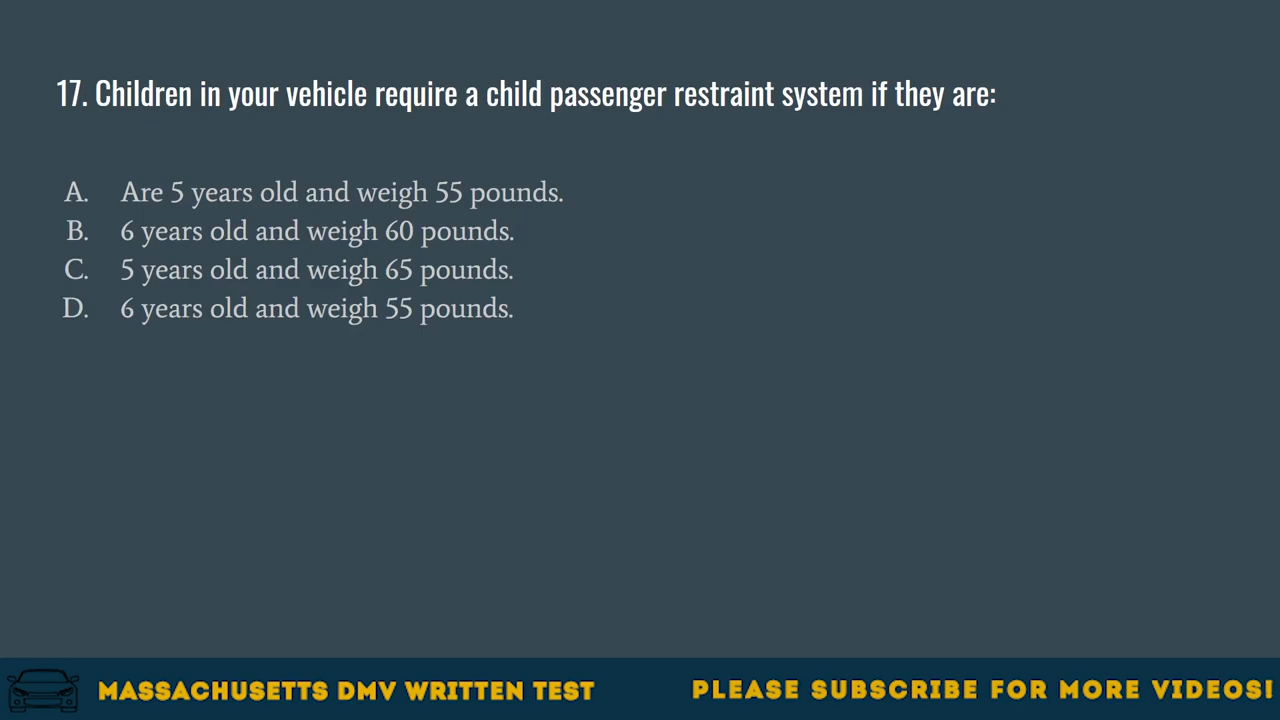 17. Children in your vehicle require a child passenger restraint system if they are:
A. Are 5 years old and weigh 55 pounds.
B. 6 years old and weigh 60 pounds.
C. 5 years old and weigh 65 pounds.
D. 6 years old and weigh 55 pounds.
MASSACHUSETTS DMV WRITTEN TEST
PLEASE SUBSCRIBE FOR MORE VIDEOS!